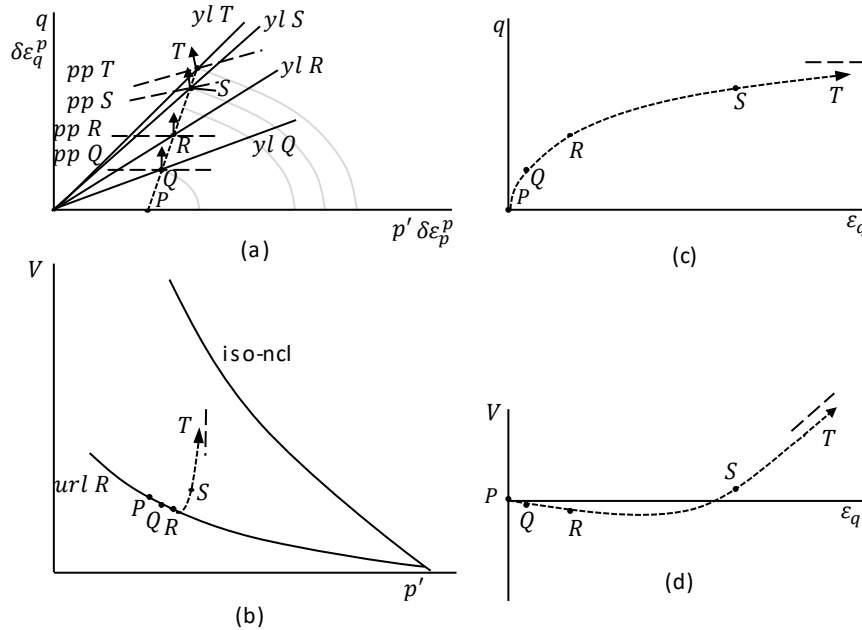 q
δε_q^p
yl T
yl S
yl R
yl Q
pp T
pp S
pp R
pp Q
T
S
R
Q
P
p′ δε_p^p
(a)
V
iso-ncl
url R
T
S
P
Q
R
p′
(b)
q
T
S
R
Q
P
ε_q
(c)
V
T
S
P
Q
R
ε_q
(d)